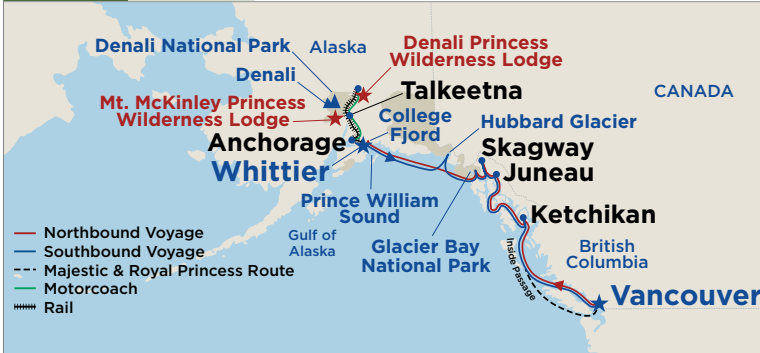 Denali National Park
Alaska
Denali Princess
Wilderness Lodge
Denali
CANADA
Talkeetna
Mt. McKinley Princess
Wilderness Lodge
College
Fjord
Hubbard Glacier
Anchorage
Skagway
Whittier
Juneau
Prince William
Sound
Ketchikan
Northbound Voyage
Southbound Voyage
Majestic & Royal Princess Route
Motorcoach
Rail
Gulf of
Alaska
Glacier Bay
National Park
Inside Passage
British
Columbia
Vancouver